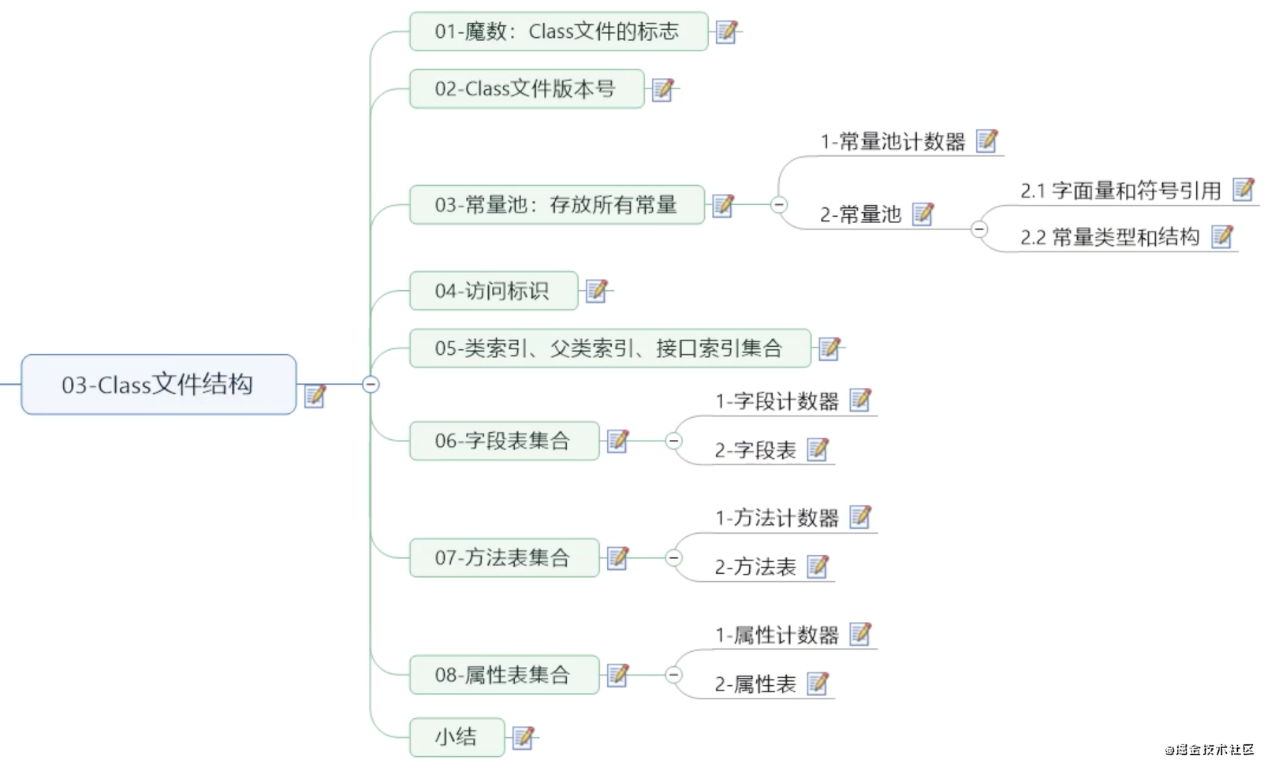 01-魔数：Class文件的标志
02-Class文件版本号
1-常量池计数器
2.1 字面量和符号引用
03-常量池：存放所有常量
2-常量池
2.2 常量类型和结构
04-访问标识
05-类索引、父类索引、接口索引集合
03-Class文件结构
1-字段计数器
06-字段表集合
2-字段表
1-方法计数器
07-方法表集合
2-方法表
1-属性计数器
08-属性表集合
2-属性表
小结
@掘金技术社区